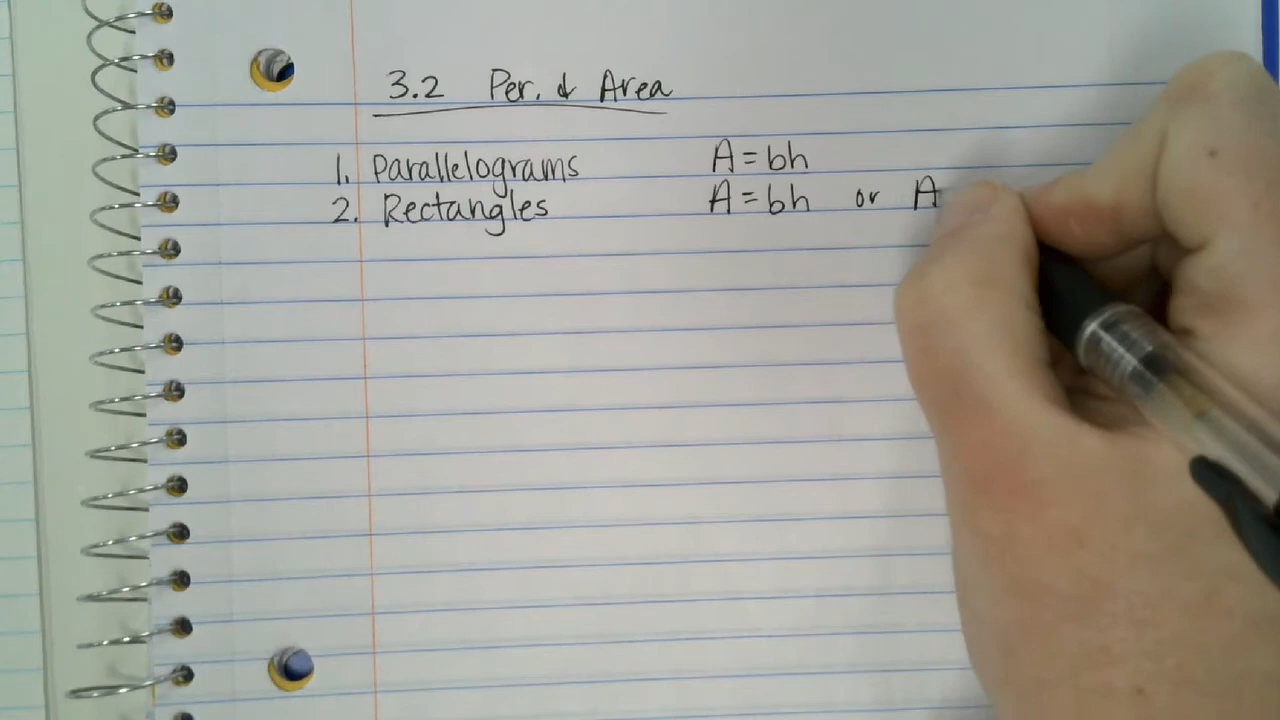 3.2 Per. & Area
1. Parallelograms A = bh
2. Rectangles A = bh or A